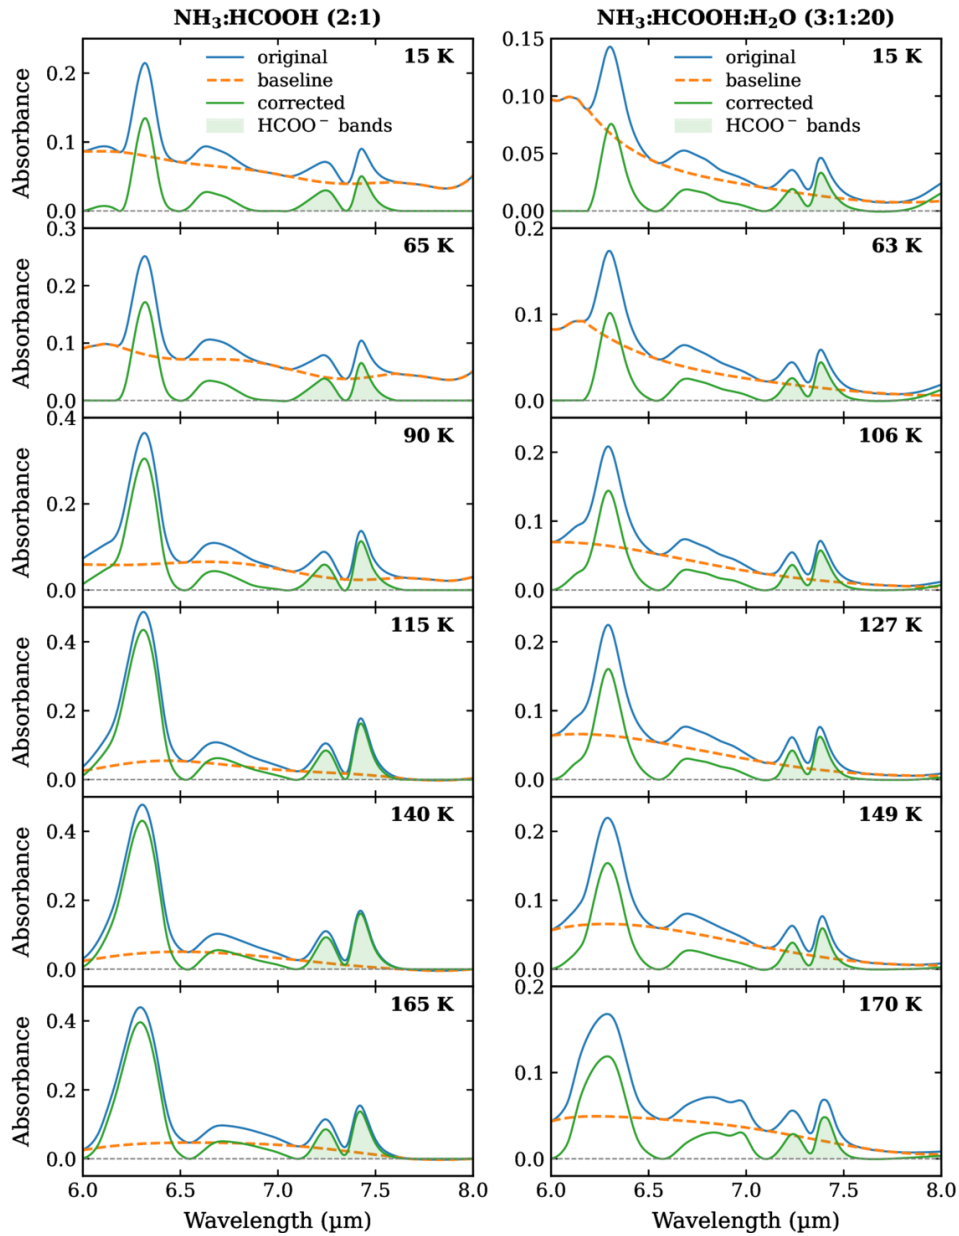 NH₃:HCOOH (2:1)
NH₃:HCOOH:H₂O (3:1:20)
Absorbance
0.2
0.1
0.0
original
baseline
corrected
HCOO⁻ bands
15 K
0.15
0.10
0.05
0.00
original
baseline
corrected
HCOO⁻ bands
15 K
Absorbance
0.3
0.2
0.1
0.0
65 K
0.2
0.1
0.0
63 K
Absorbance
0.4
0.2
0.0
90 K
0.2
0.1
0.0
106 K
Absorbance
0.4
0.2
0.0
115 K
0.2
0.1
0.0
127 K
Absorbance
0.4
0.2
0.0
140 K
0.2
0.1
0.0
149 K
Absorbance
0.4
0.2
0.0
165 K
0.2
0.1
0.0
170 K
6.0 6.5 7.0 7.5 8.0
6.0 6.5 7.0 7.5 8.0
Wavelength (µm)
Wavelength (µm)